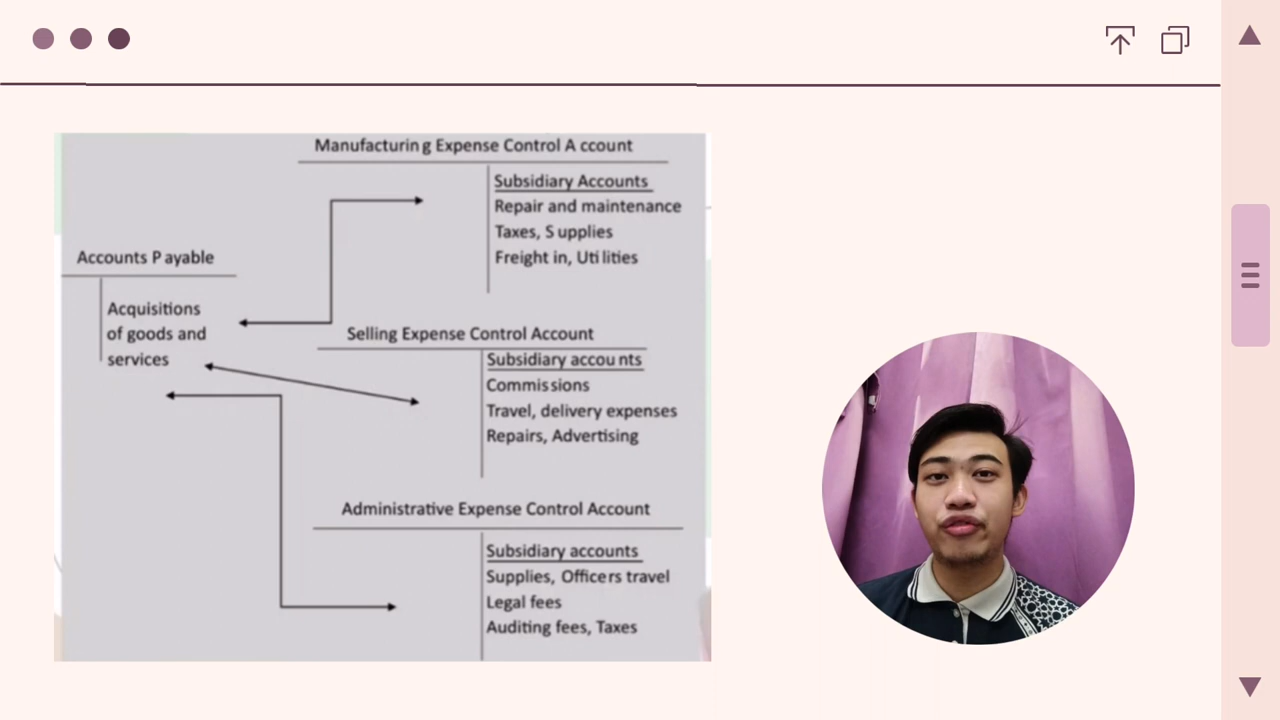 Manufacturing Expense Control A ccount
Subsidiary Accounts
Repair and maintenance
Taxes, S upplies
Freight in, Uti lities
Accounts P ayable
Acquisitions
of goods and
services
Selling Expense Control Account
Subsidiary accou nts
Commissions
Travel, delivery expenses
Repairs, Advertising
Administrative Expense Control Account
Subsidiary accounts
Supplies, Officers travel
Legal fees
Auditing fees, Taxes